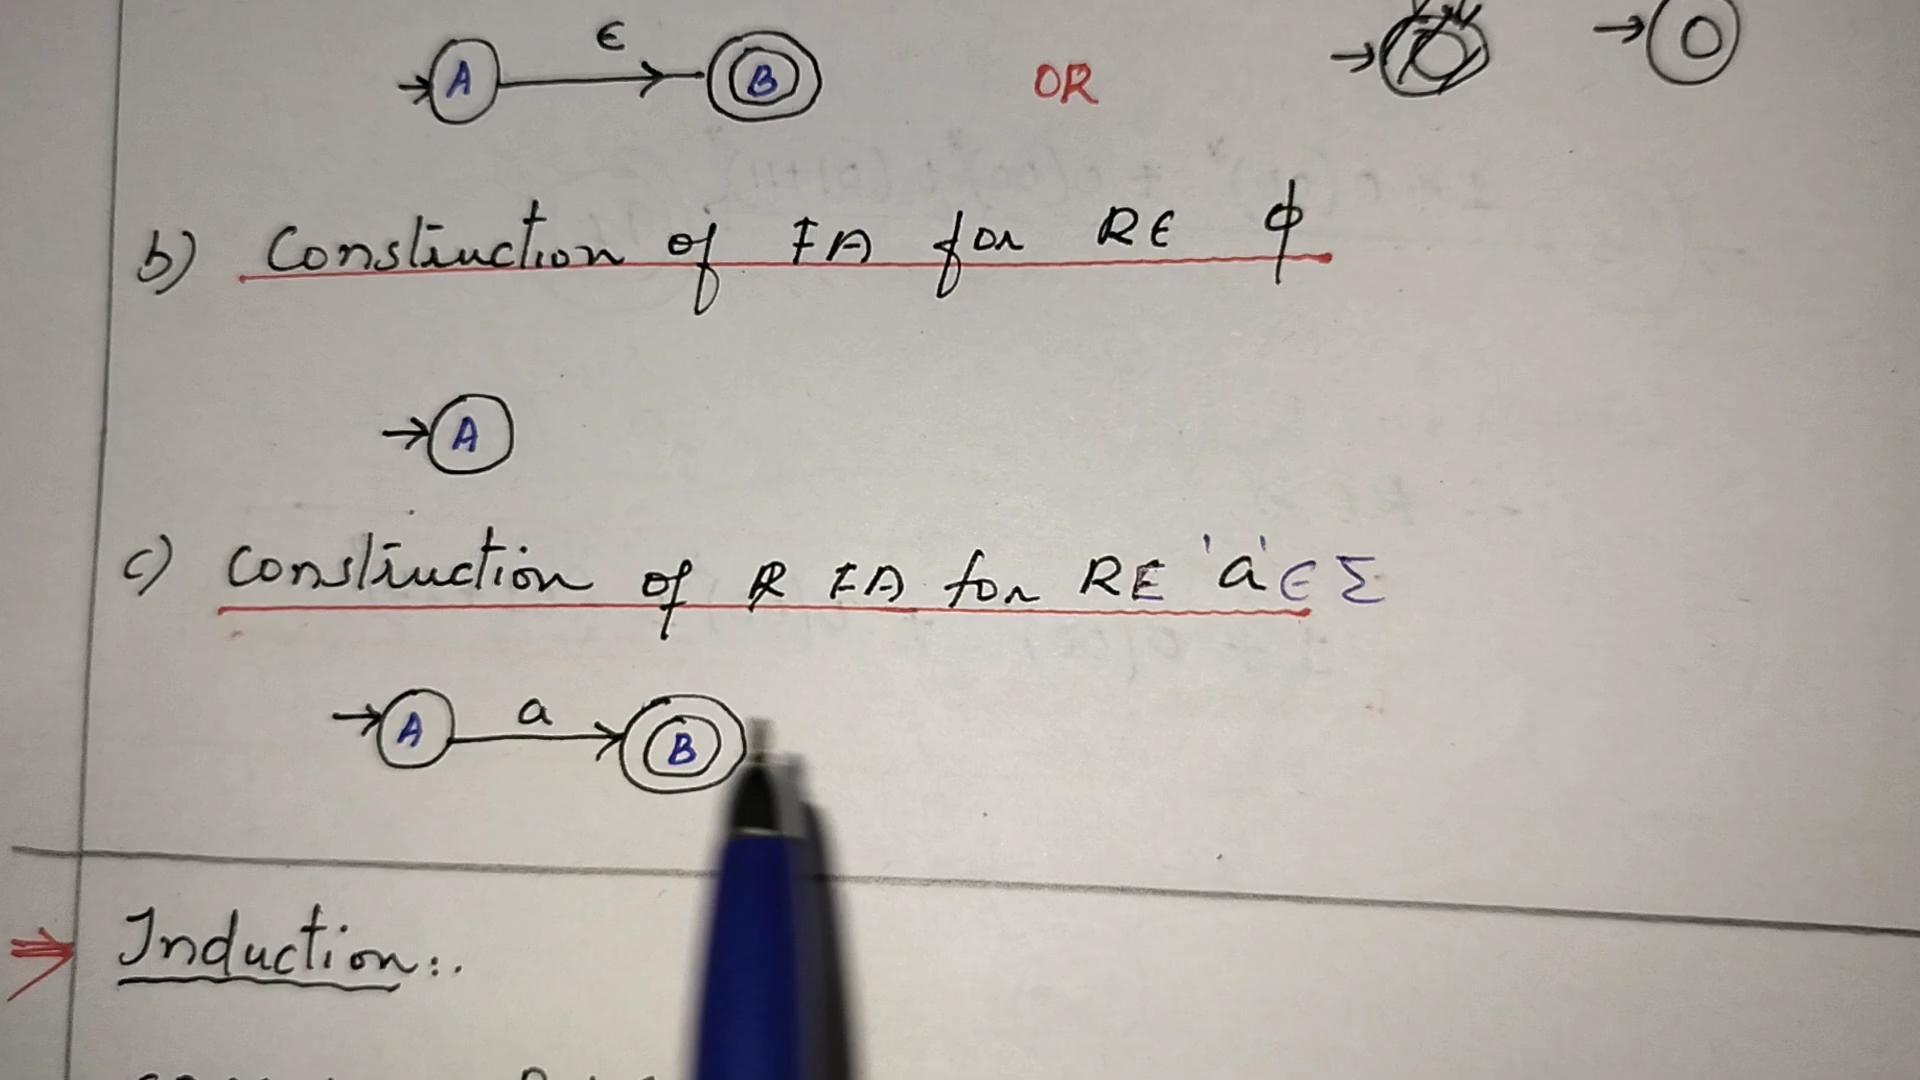 ϵ
A B OR
b) Construction of FA for RE ϕ
A
c) Construction of FA for RE 'a' ∈ Σ
a
A B
⇒ Induction:.